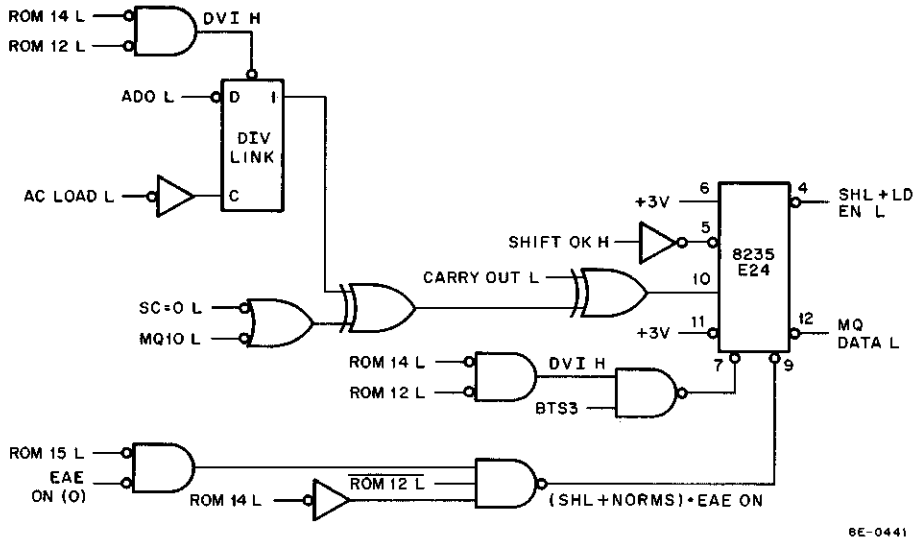 ROM 14 L
DVI H
ROM 12 L
ADO L
D 1
DIV
LINK
AC LOAD L
C
+3V
6
4
SHL + LD
EN L
SHIFT OK H
5
8235
E24
CARRY OUT L
10
SC=0 L
MQ10 L
+3V
11
12
MQ
DATA L
7
9
ROM 14 L
DVI H
ROM 12 L
BTS3
ROM 15 L
EAE
ON (0)
ROM 12 L
ROM 14 L
(SHL+NORMS)•EAE ON
8E-0441